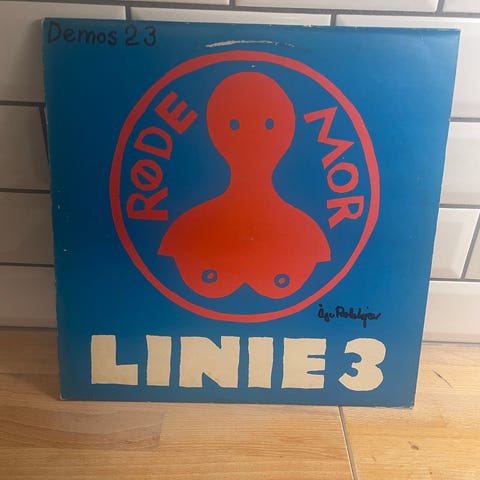 Demos 23
RØDE MOR
LINIE 3